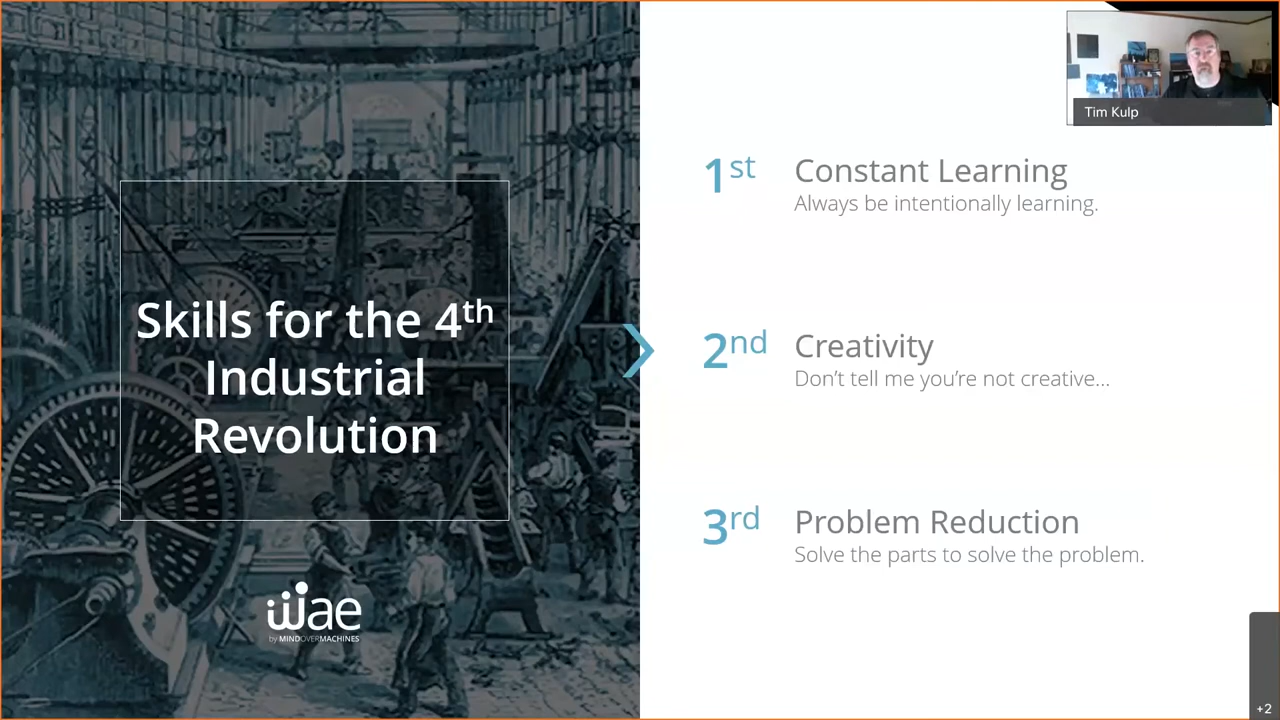 Skills for the 4th
Industrial
Revolution
wae
by MINDOVERMACHINES
1st
Constant Learning
Always be intentionally learning.
2nd
Creativity
Don’t tell me you’re not creative...
3rd
Problem Reduction
Solve the parts to solve the problem.
Tim Kulp
+2